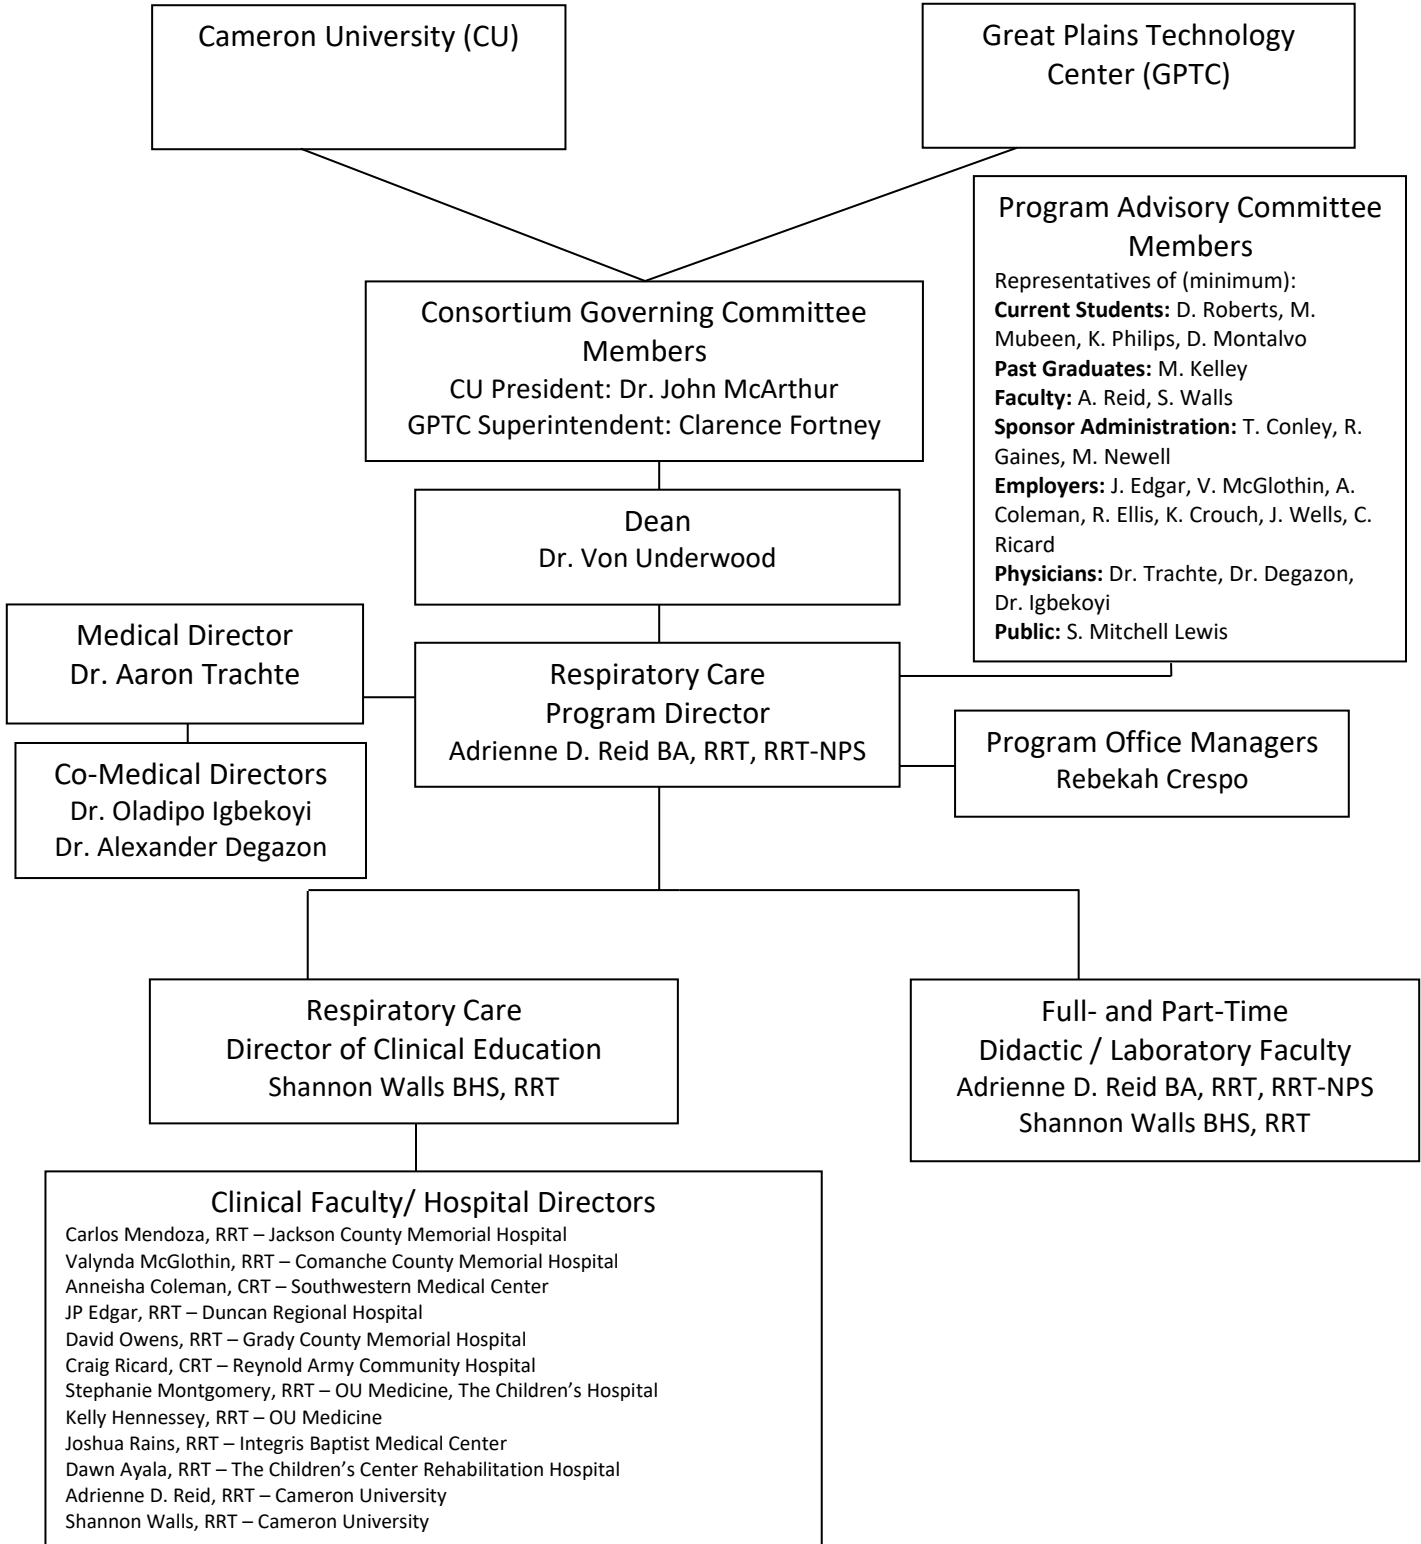 Cameron University (CU)
Great Plains Technology
Center (GPTC)
Program Advisory Committee
Members
Representatives of (minimum):
Current Students: D. Roberts, M.
Mubeen, K. Philips, D. Montalvo
Past Graduates: M. Kelley
Faculty: A. Reid, S. Walls
Sponsor Administration: T. Conley, R.
Gaines, M. Newell
Employers: J. Edgar, V. McGlothin, A.
Coleman, R. Ellis, K. Crouch, J. Wells, C.
Ricard
Physicians: Dr. Trachte, Dr. Degazon,
Dr. Igbekoyi
Public: S. Mitchell Lewis
Consortium Governing Committee
Members
CU President: Dr. John McArthur
GPTC Superintendent: Clarence Fortney
Dean
Dr. Von Underwood
Medical Director
Dr. Aaron Trachte
Respiratory Care
Program Director
Adrienne D. Reid BA, RRT, RRT-NPS
Program Office Managers
Rebekah Crespo
Co-Medical Directors
Dr. Oladipo Igbekoyi
Dr. Alexander Degazon
Respiratory Care
Director of Clinical Education
Shannon Walls BHS, RRT
Full- and Part-Time
Didactic / Laboratory Faculty
Adrienne D. Reid BA, RRT, RRT-NPS
Shannon Walls BHS, RRT
Clinical Faculty/ Hospital Directors
Carlos Mendoza, RRT – Jackson County Memorial Hospital
Valynda McGlothin, RRT – Comanche County Memorial Hospital
Anneisha Coleman, CRT – Southwestern Medical Center
JP Edgar, RRT – Duncan Regional Hospital
David Owens, RRT – Grady County Memorial Hospital
Craig Ricard, CRT – Reynold Army Community Hospital
Stephanie Montgomery, RRT – OU Medicine, The Children’s Hospital
Kelly Hennessey, RRT – OU Medicine
Joshua Rains, RRT – Integris Baptist Medical Center
Dawn Ayala, RRT – The Children’s Center Rehabilitation Hospital
Adrienne D. Reid, RRT – Cameron University
Shannon Walls, RRT – Cameron University